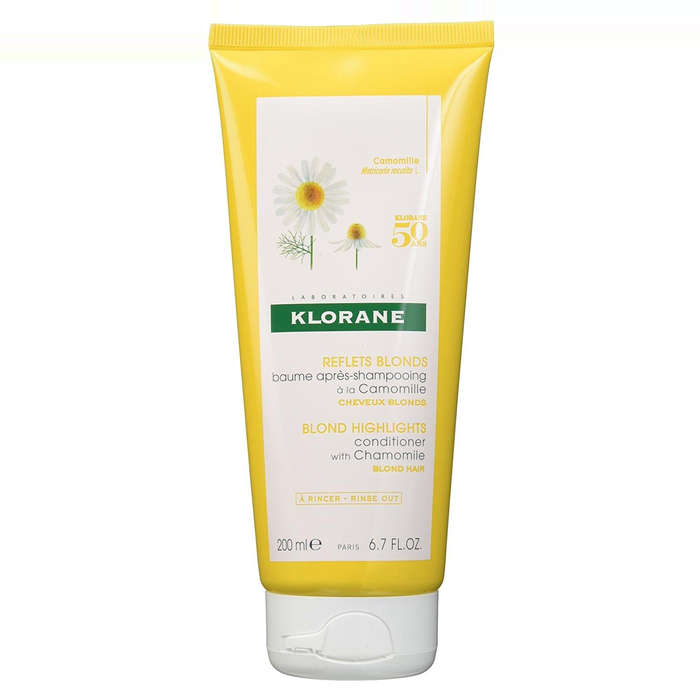 Camomille
Matricaria recutita L.
KLORANE
50
ANS
LABORATOIRES
KLORANE
REFLETS BLONDS
baume après-shampooing
à la Camomille
CHEVEUX BLONDS
BLOND HIGHLIGHTS
conditioner
with Chamomile
BLOND HAIR
À RINCER - RINSE OUT
200 ml e PARIS 6.7 FL.OZ.